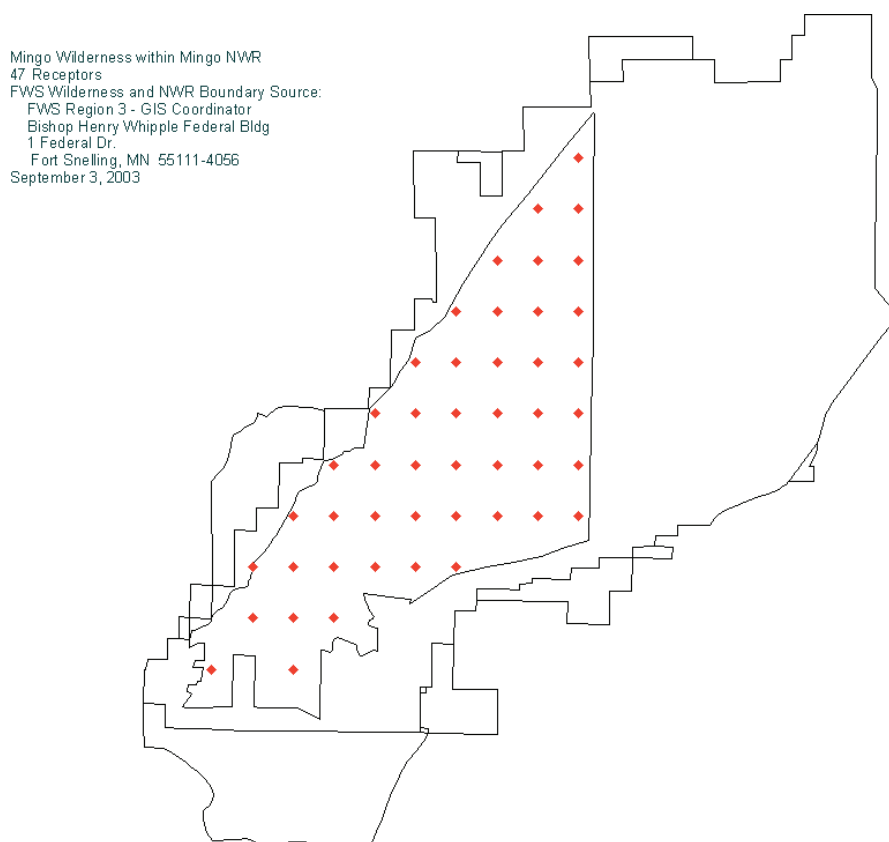 Mingo Wilderness within Mingo NWR
47 Receptors
FWS Wilderness and NWR Boundary Source:
FWS Region 3 - GIS Coordinator
Bishop Henry Whipple Federal Bldg
1 Federal Dr.
Fort Snelling, MN 55111-4056
September 3, 2003